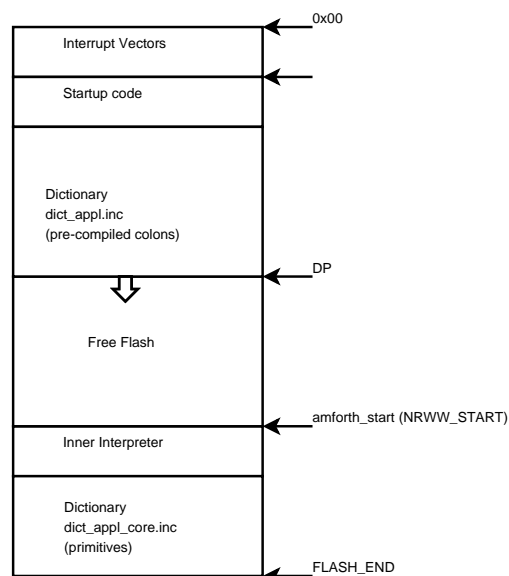 0x00
Interrupt Vectors
Startup code
Dictionary
dict_appl.inc
(pre-compiled colons)
DP
Free Flash
amforth_start (NRWW_START)
Inner Interpreter
Dictionary
dict_appl_core.inc
(primitives)
FLASH_END